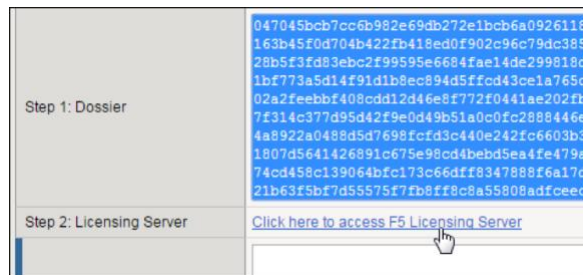 047045bcb7cc6b982e69db272e1bcb6a0926118
163b45f0d704b422fb418ed0f902c96c79dc385
28b5f3fd83ebc2f99595e6684fae14de299818c
1bf773a5d14f91d1b8ec894d5ffcd43ce1a765c
Step 1: Dossier
02a2feebbf408cdd12d46e8f772f0441ae202fb
7f314c377d95d42f9e0d49b51a0c0fc2888446e
4a8922a0488d5d7698fcfd3c440e242fc6603b3
1807d5641426891c675e98cd4bebd5ea4fe479a
74cd458c139064bfc173c66dff8347888f6a17c
21b63f5bf7d55575f7fb8ff8c8a55808adfceec
Step 2: Licensing Server
Click here to access F5 Licensing Server